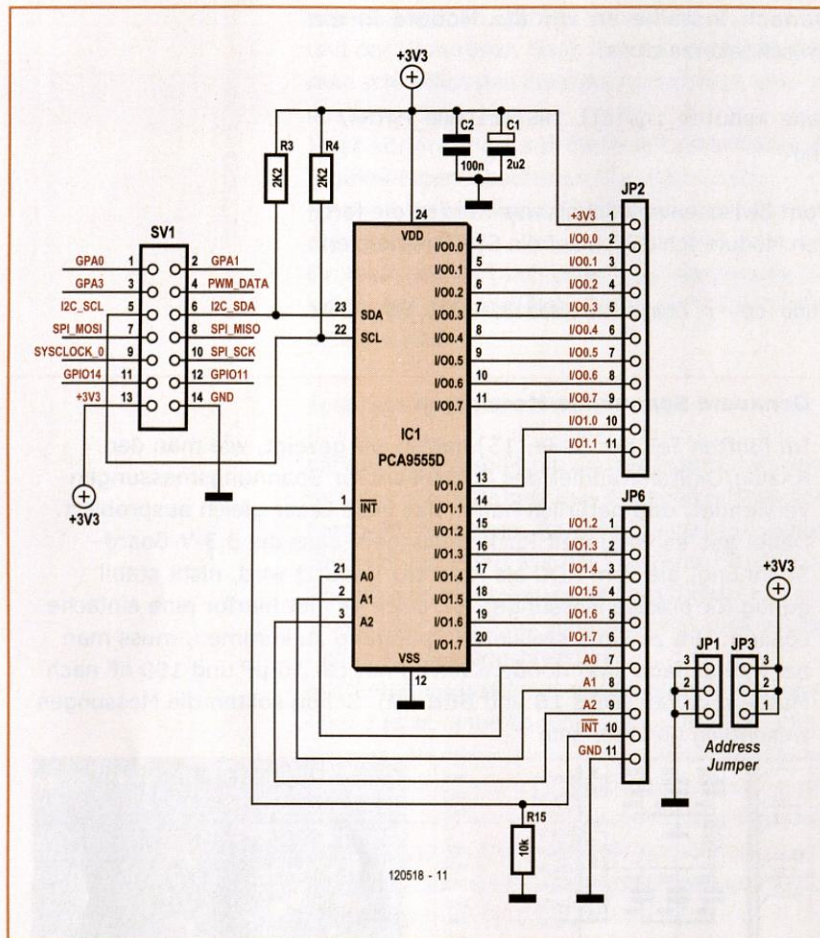 +3V3
C2
100n
C1
2u2
R3
2K2
R4
2K2
SV1
GPA0 1 2 GPA1
GPA3 3 4 PWM_DATA
I2C_SCL 5 6 I2C_SDA
SPI_MOSI 7 8 SPI_MISO
SYSCLOCK_0 9 10 SPI_SCK
GPIO14 11 12 GPIO11
+3V3 13 14 GND
+3V3
24
VDD
23 SDA
22 SCL
IC1
PCA9555D
1 INT
21 A0
2 A1
3 A2
VSS
12
I/O0.0 4
I/O0.1 5
I/O0.2 6
I/O0.3 7
I/O0.4 8
I/O0.5 9
I/O0.6 10
I/O0.7 11
I/O1.0 13
I/O1.1 14
I/O1.2 15
I/O1.3 16
I/O1.4 17
I/O1.5 18
I/O1.6 19
I/O1.7 20
JP2
+3V3 1
I/O0.0 2
I/O0.1 3
I/O0.2 4
I/O0.3 5
I/O0.4 6
I/O0.5 7
I/O0.6 8
I/O0.7 9
I/O1.0 10
I/O1.1 11
JP6
I/O1.2 1
I/O1.3 2
I/O1.4 3
I/O1.5 4
I/O1.6 5
I/O1.7 6
A0 7
A1 8
A2 9
INT 10
GND 11
+3V3
JP1 JP3
3 3
2 2
1 1
Address
Jumper
R15
10k
120518 - 11